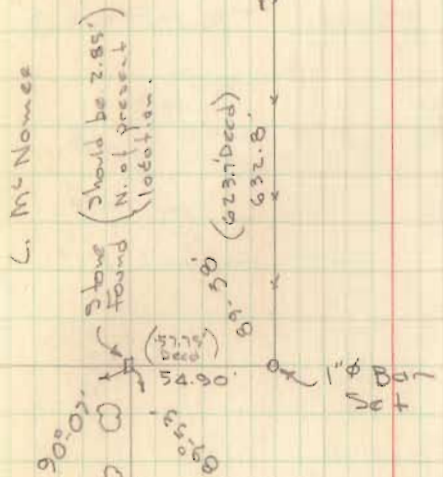 C. McNamee
Stone Found
(Should be 2.85'
N. of present
location.
(623.7' Deed)
632.8'
89° 58'
(57.75'
Deed)
54.90'
90°-07'
89°-53'
1"⌀ Bar
Set